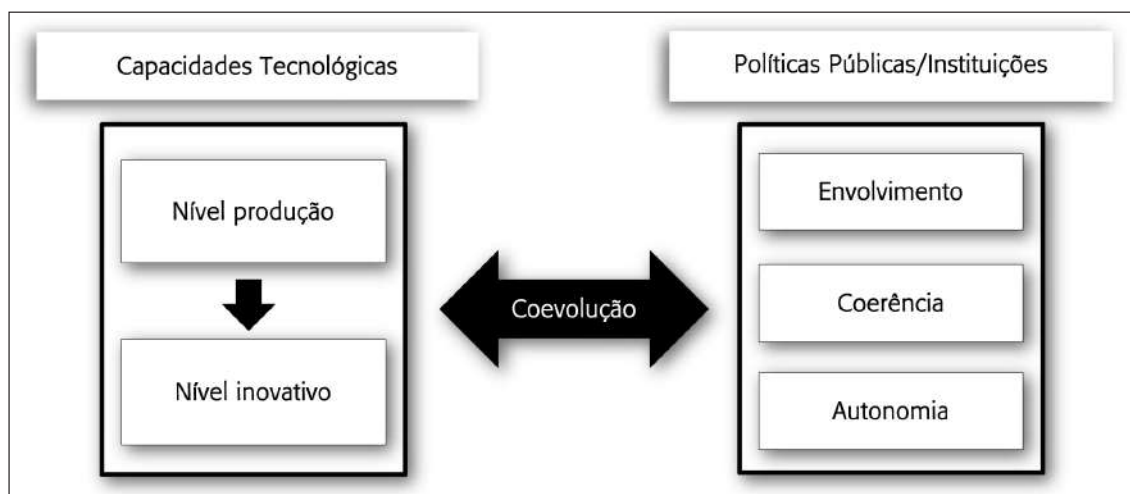 Capacidades Tecnológicas
Políticas Públicas/Instituições
Nível produção
Nível inovativo
Coevolução
Envolvimento
Coerência
Autonomia